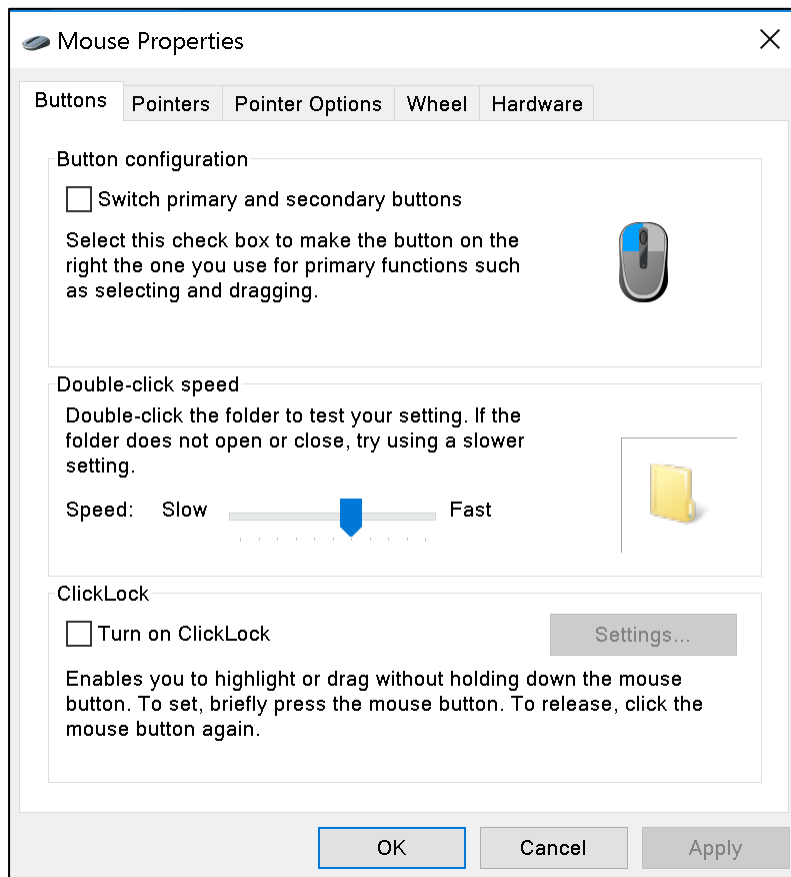 Mouse Properties
Buttons Pointers Pointer Options Wheel Hardware
Button configuration
Switch primary and secondary buttons
Select this check box to make the button on the
right the one you use for primary functions such
as selecting and dragging.
Double-click speed
Double-click the folder to test your setting. If the
folder does not open or close, try using a slower
setting.
Speed: Slow Fast
ClickLock
Turn on ClickLock Settings...
Enables you to highlight or drag without holding down the mouse
button. To set, briefly press the mouse button. To release, click the
mouse button again.
OK Cancel Apply